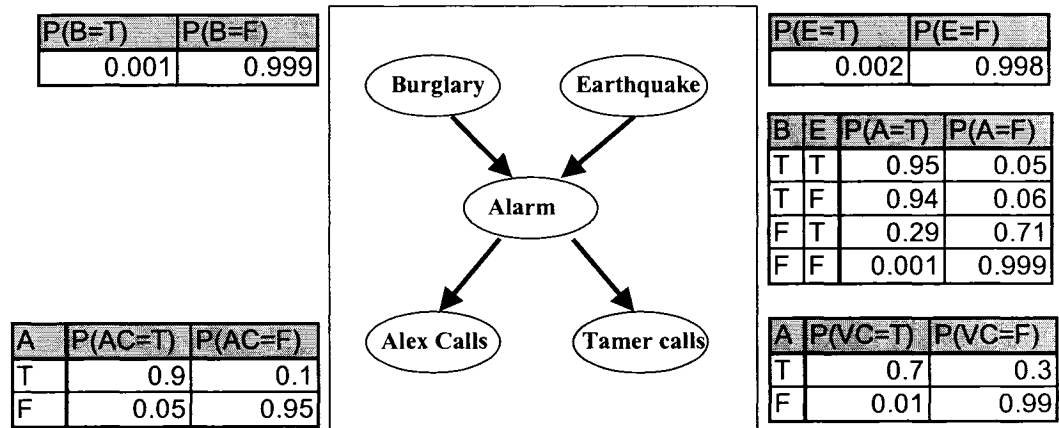 P(B=T) P(B=F)
0.001 0.999
Burglary
Earthquake
Alarm
Alex Calls
Tamer calls
P(E=T) P(E=F)
0.002 0.998
B E P(A=T) P(A=F)
T T 0.95 0.05
T F 0.94 0.06
F T 0.29 0.71
F F 0.001 0.999
A P(AC=T) P(AC=F)
T 0.9 0.1
F 0.05 0.95
A P(VC=T) P(VC=F)
T 0.7 0.3
F 0.01 0.99